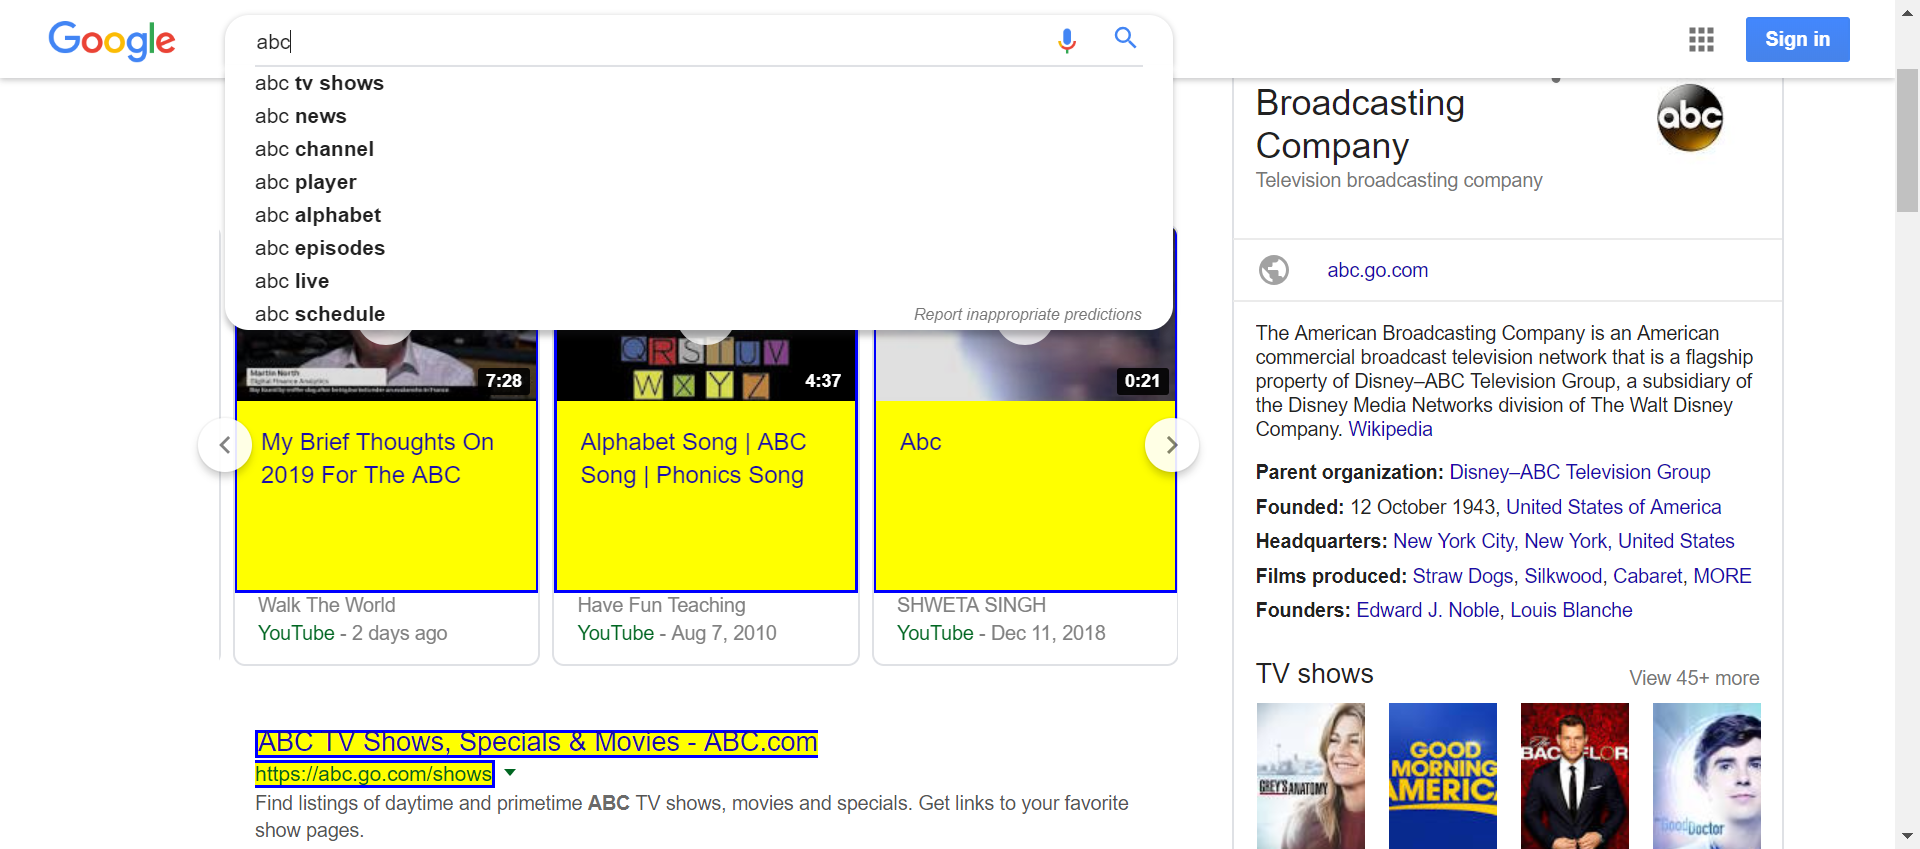 Google
abc
Sign in
abc tv shows
abc news
abc channel
abc player
abc alphabet
abc episodes
abc live
abc schedule
Report inappropriate predictions
Martin North
Digital Finance Analytics
7:28
QRSTUV
WXYZ
4:37
0:21
My Brief Thoughts On
2019 For The ABC
Alphabet Song | ABC
Song | Phonics Song
Abc
Walk The World
YouTube - 2 days ago
Have Fun Teaching
YouTube - Aug 7, 2010
SHWETA SINGH
YouTube - Dec 11, 2018
ABC TV Shows, Specials & Movies - ABC.com
https://abc.go.com/shows
Find listings of daytime and primetime ABC TV shows, movies and specials. Get links to your favorite
show pages.
Broadcasting
Company
abc
Television broadcasting company
abc.go.com
The American Broadcasting Company is an American
commercial broadcast television network that is a flagship
property of Disney–ABC Television Group, a subsidiary of
the Disney Media Networks division of The Walt Disney
Company. Wikipedia
Parent organization: Disney–ABC Television Group
Founded: 12 October 1943, United States of America
Headquarters: New York City, New York, United States
Films produced: Straw Dogs, Silkwood, Cabaret, MORE
Founders: Edward J. Noble, Louis Blanche
TV shows
View 45+ more
GREY'S ANATOMY
GOOD
MORNING
AMERICA
The
BACHELOR
Good Doctor